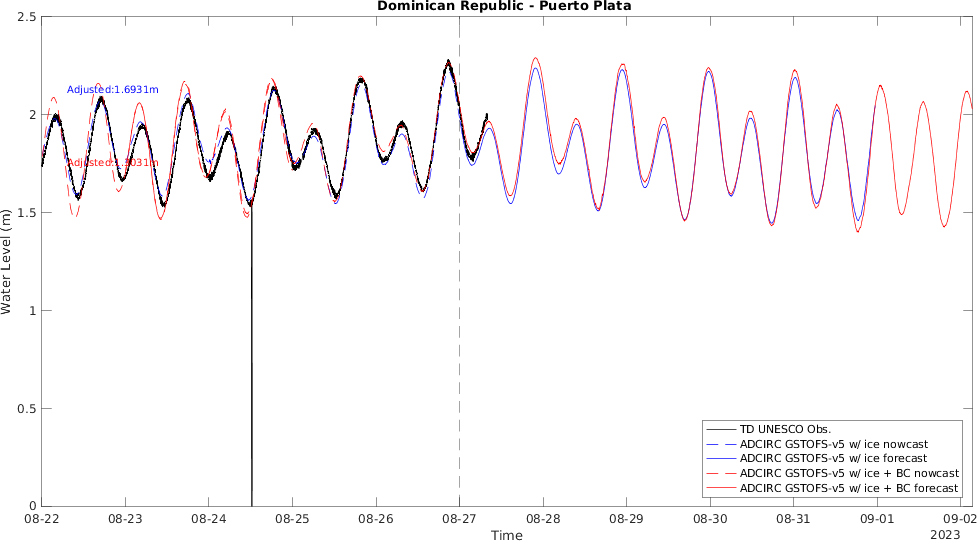 Dominican Republic - Puerto Plata
2.5
2
1.5
1
0.5
0
Water Level (m)
Adjusted:1.6931m
TD UNESCO Obs.
ADCIRC GSTOFS-v5 w/ ice nowcast
ADCIRC GSTOFS-v5 w/ ice forecast
ADCIRC GSTOFS-v5 w/ ice + BC nowcast
ADCIRC GSTOFS-v5 w/ ice + BC forecast
08-22
08-23
08-24
08-25
08-26
08-27
08-28
08-29
08-30
08-31
09-01
09-02
Time
2023